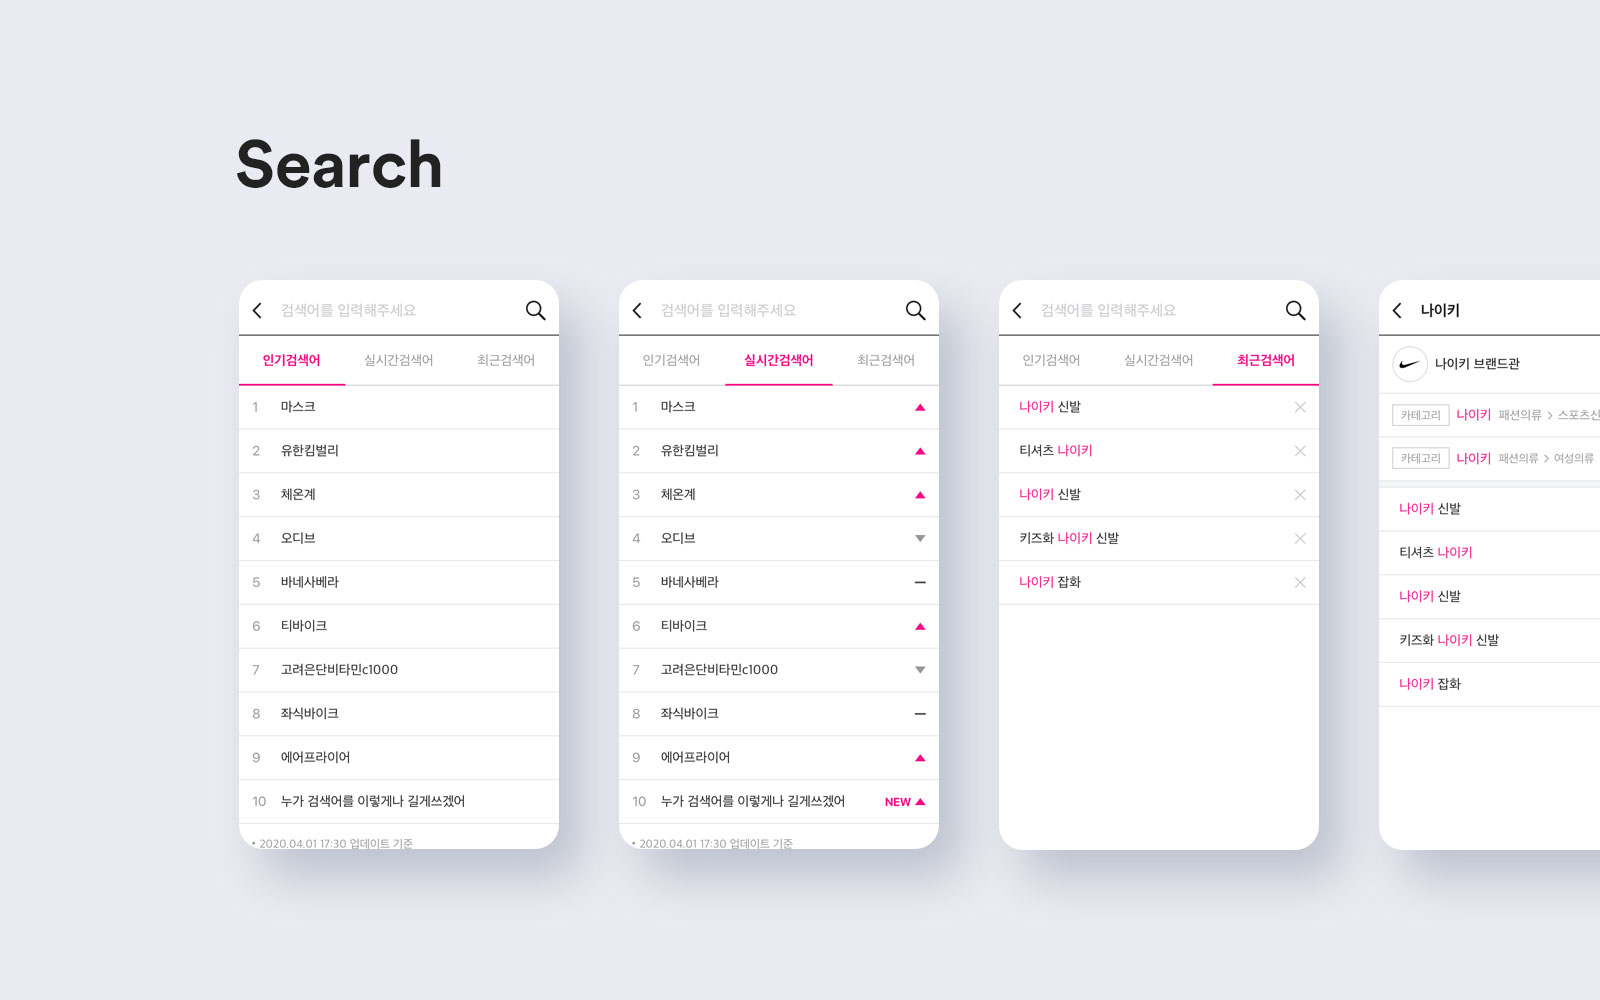 Search
검색어를 입력해주세요
인기검색어 실시간검색어 최근검색어
1 마스크
2 유한킴벌리
3 체온계
4 오디브
5 바네사베라
6 티바이크
7 고려은단비타민c1000
8 좌식바이크
9 에어프라이어
10 누가 검색어를 이렇게나 길게쓰겠어
• 2020.04.01 17:30 업데이트 기준
검색어를 입력해주세요
인기검색어 실시간검색어 최근검색어
1 마스크
2 유한킴벌리
3 체온계
4 오디브
5 바네사베라
6 티바이크
7 고려은단비타민c1000
8 좌식바이크
9 에어프라이어
10 누가 검색어를 이렇게나 길게쓰겠어 NEW
• 2020.04.01 17:30 업데이트 기준
검색어를 입력해주세요
인기검색어 실시간검색어 최근검색어
나이키 신발
티셔츠 나이키
나이키 신발
키즈화 나이키 신발
나이키 잡화
나이키
나이키 브랜드관
카테고리 나이키 패션의류 > 스포츠신
카테고리 나이키 패션의류 > 여성의류
나이키 신발
티셔츠 나이키
나이키 신발
키즈화 나이키 신발
나이키 잡화